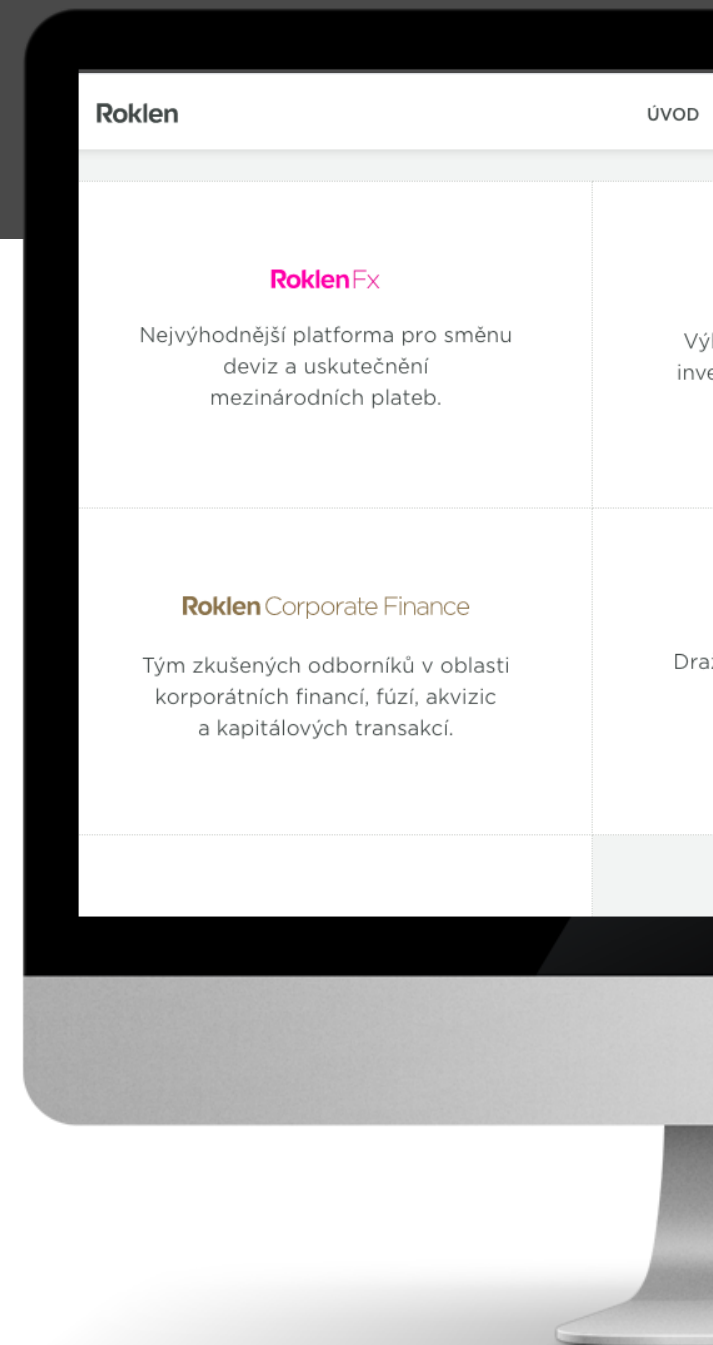 Roklen
ÚVOD
RoklenFx
Nejvýhodnější platforma pro směnu
deviz a uskutečnění
mezinárodních plateb.
Roklen Corporate Finance
Tým zkušených odborníků v oblasti
korporátních financí, fúzí, akvizic
a kapitálových transakcí.